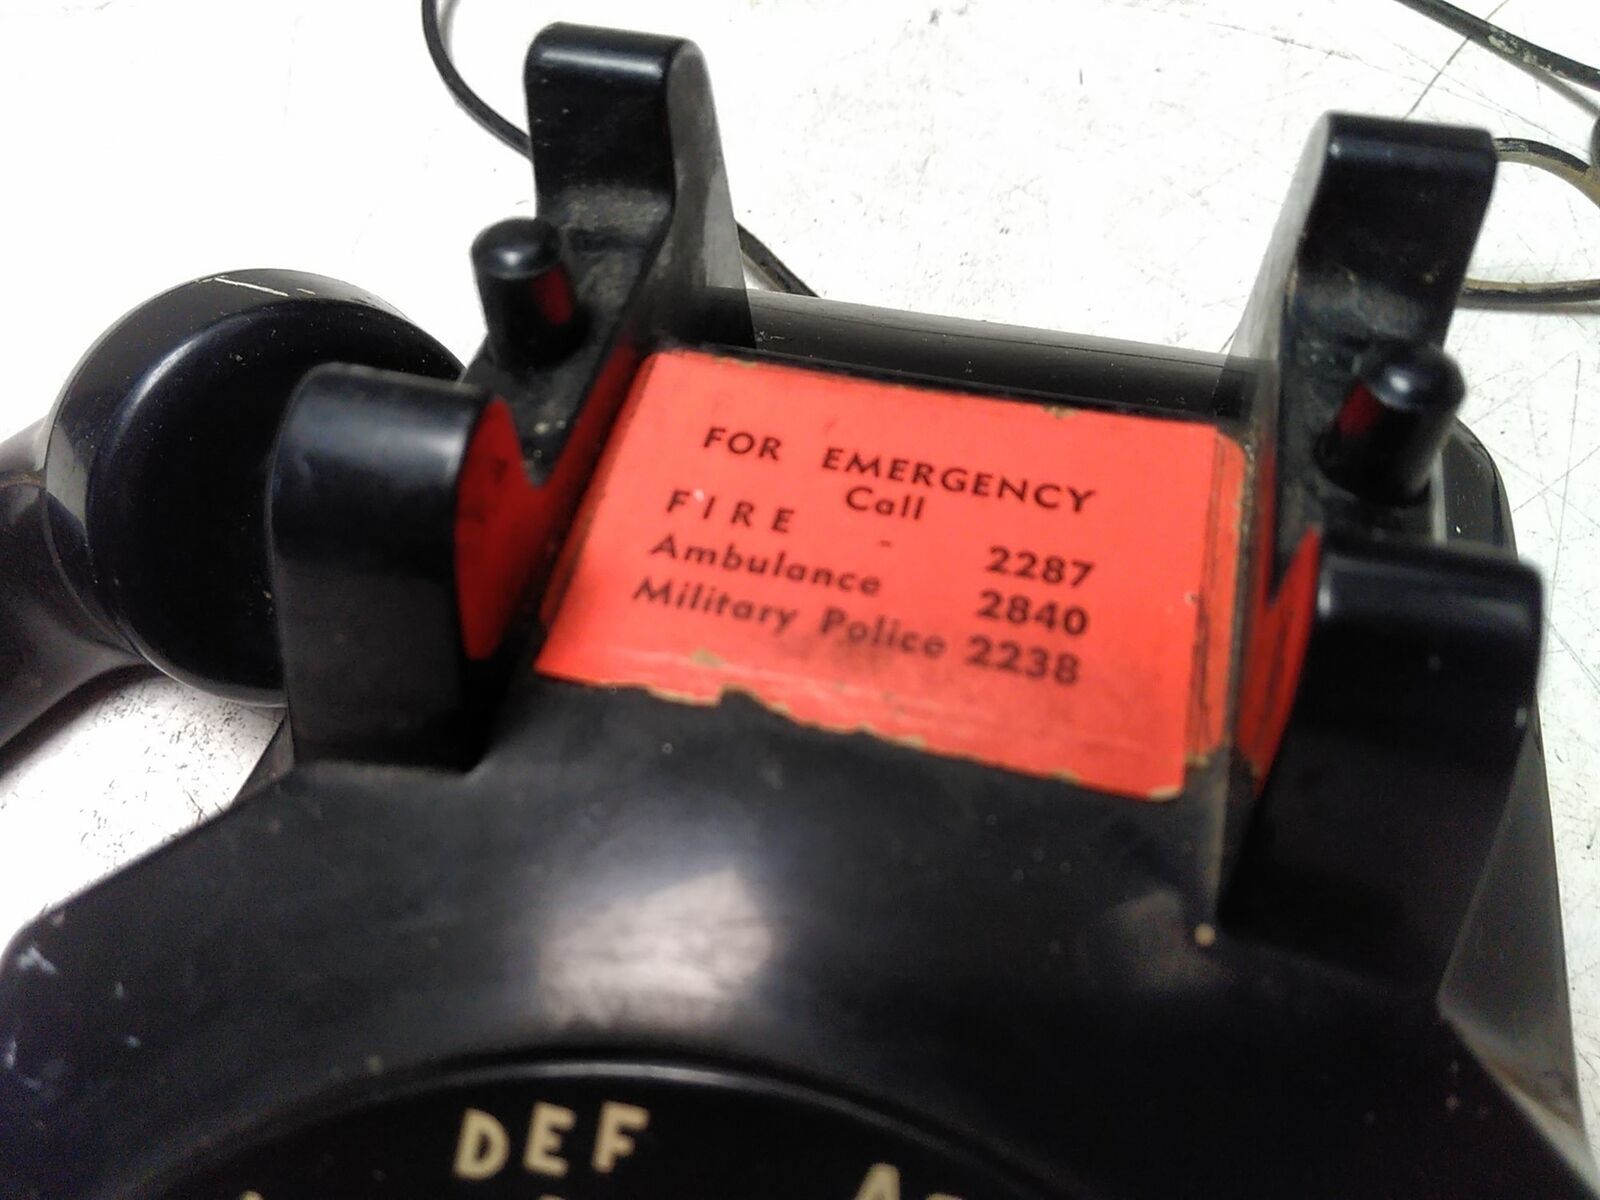 FOR EMERGENCY
Call
FIRE - 2287
Ambulance 2840
Military Police 2238
DEF